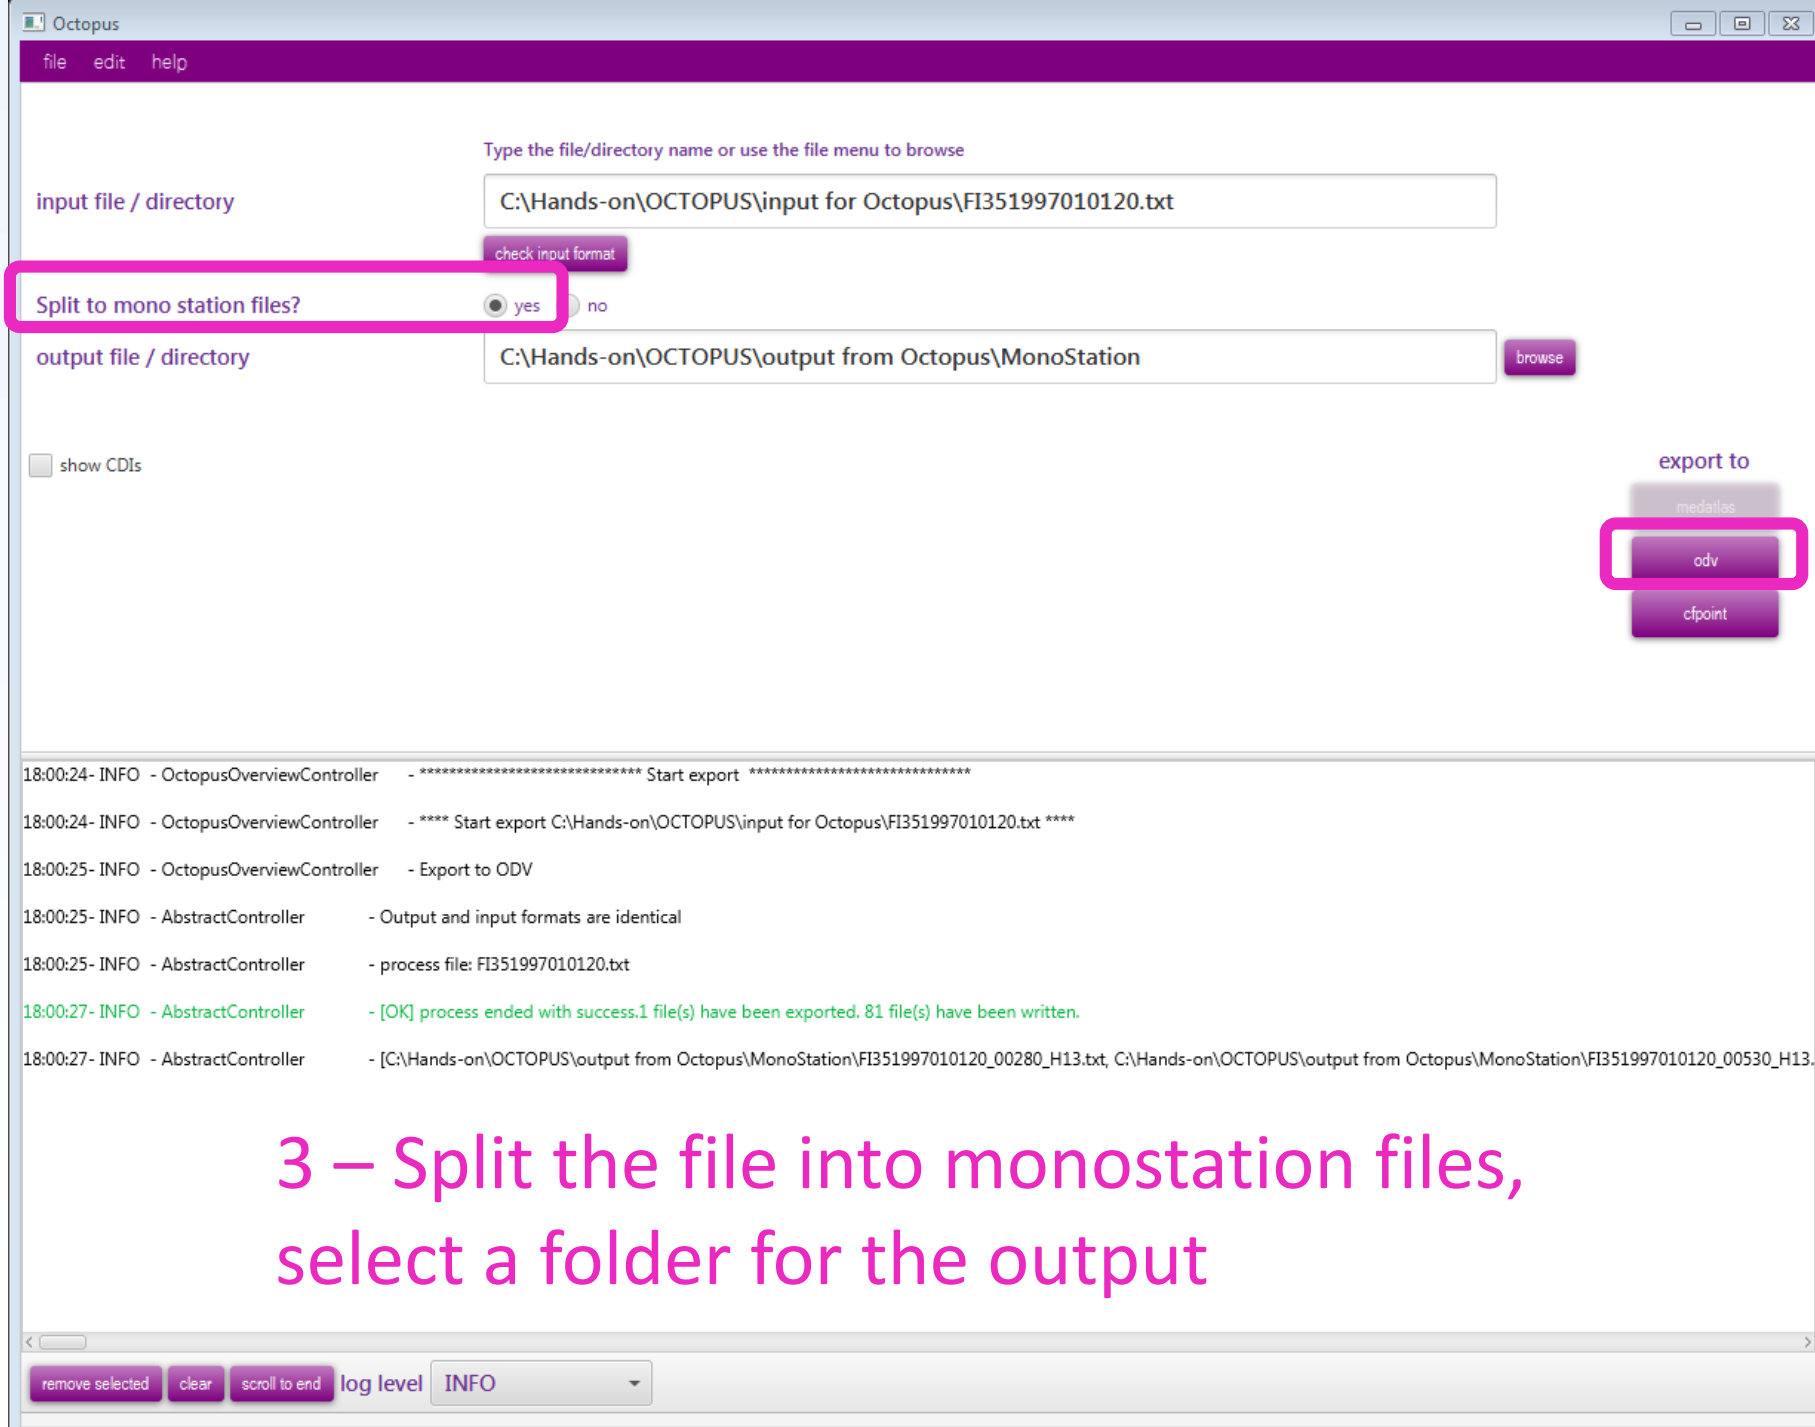 Octopus
file edit help
Type the file/directory name or use the file menu to browse
input file / directory C:\Hands-on\OCTOPUS\input for Octopus\FI351997010120.txt
check input format
Split to mono station files? yes no
output file / directory C:\Hands-on\OCTOPUS\output from Octopus\MonoStation browse
show CDIs
export to
medatlas
odv
cfpoint
18:00:24- INFO - OctopusOverviewController - ****************************** Start export ******************************
18:00:24- INFO - OctopusOverviewController - **** Start export C:\Hands-on\OCTOPUS\input for Octopus\FI351997010120.txt ****
18:00:25- INFO - OctopusOverviewController - Export to ODV
18:00:25- INFO - AbstractController - Output and input formats are identical
18:00:25- INFO - AbstractController - process file: FI351997010120.txt
18:00:27- INFO - AbstractController - [OK] process ended with success.1 file(s) have been exported. 81 file(s) have been written.
18:00:27- INFO - AbstractController - [C:\Hands-on\OCTOPUS\output from Octopus\MonoStation\FI351997010120_00280_H13.txt, C:\Hands-on\OCTOPUS\output from Octopus\MonoStation\FI351997010120_00530_H13.
3 – Split the file into monostation files,
select a folder for the output
remove selected clear scroll to end log level INFO